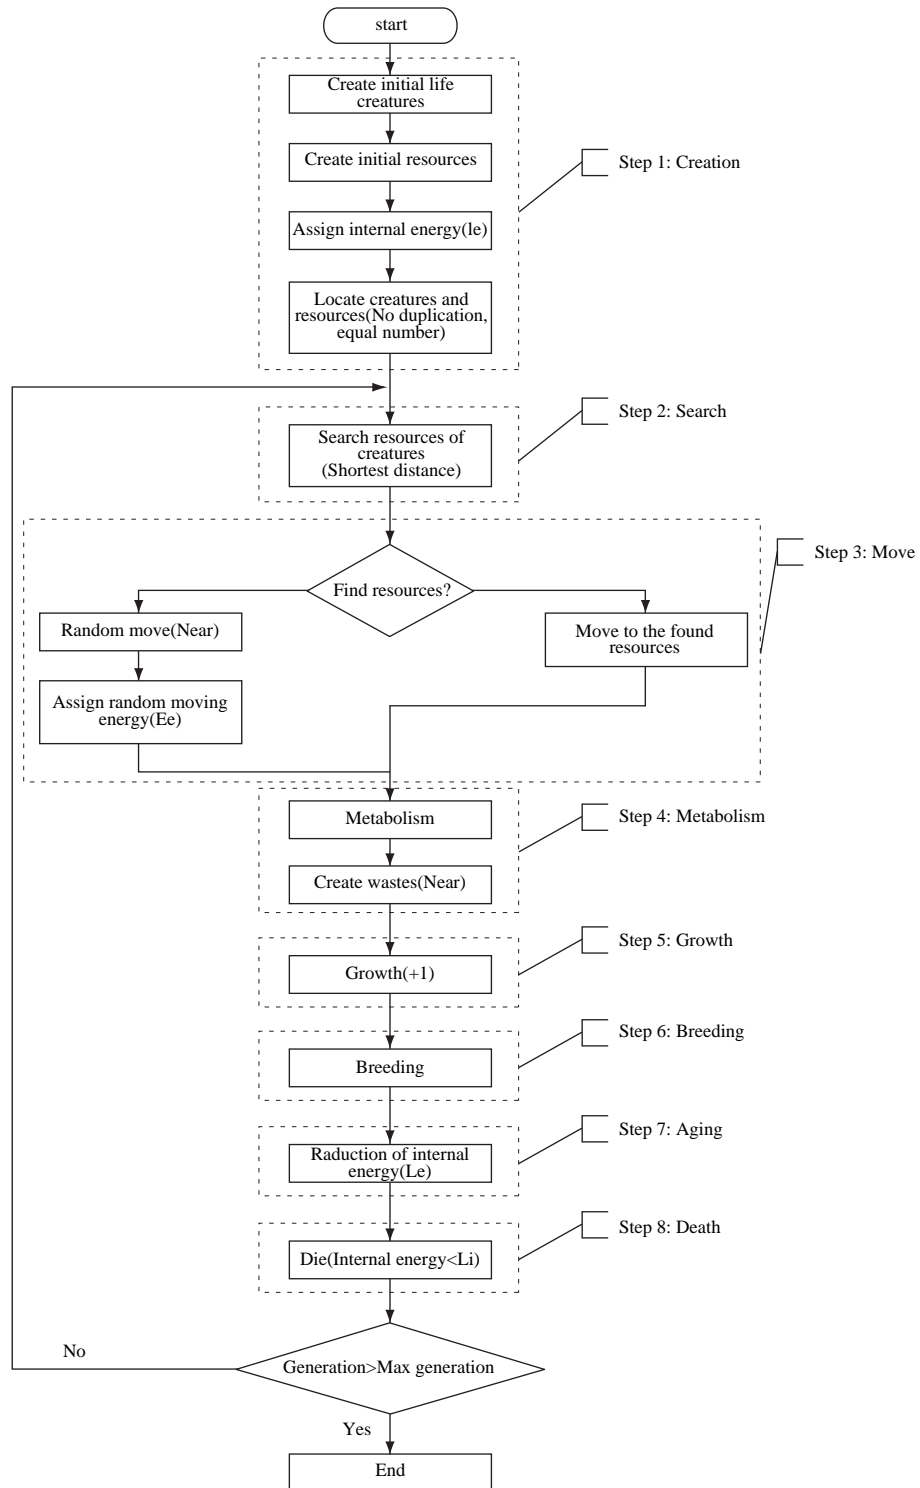 start
Create initial life
creatures
Create initial resources
Step 1: Creation
Assign internal energy(le)
Locate creatures and
resources(No duplication,
equal number)
Step 2: Search
Search resources of
creatures
(Shortest distance)
Step 3: Move
Find resources?
Random move(Near)
Move to the found
resources
Assign random moving
energy(Ee)
Metabolism
Step 4: Metabolism
Create wastes(Near)
Step 5: Growth
Growth(+1)
Step 6: Breeding
Breeding
Step 7: Aging
Raduction of internal
energy(Le)
Step 8: Death
Die(Internal energy<Li)
No
Generation>Max generation
Yes
End